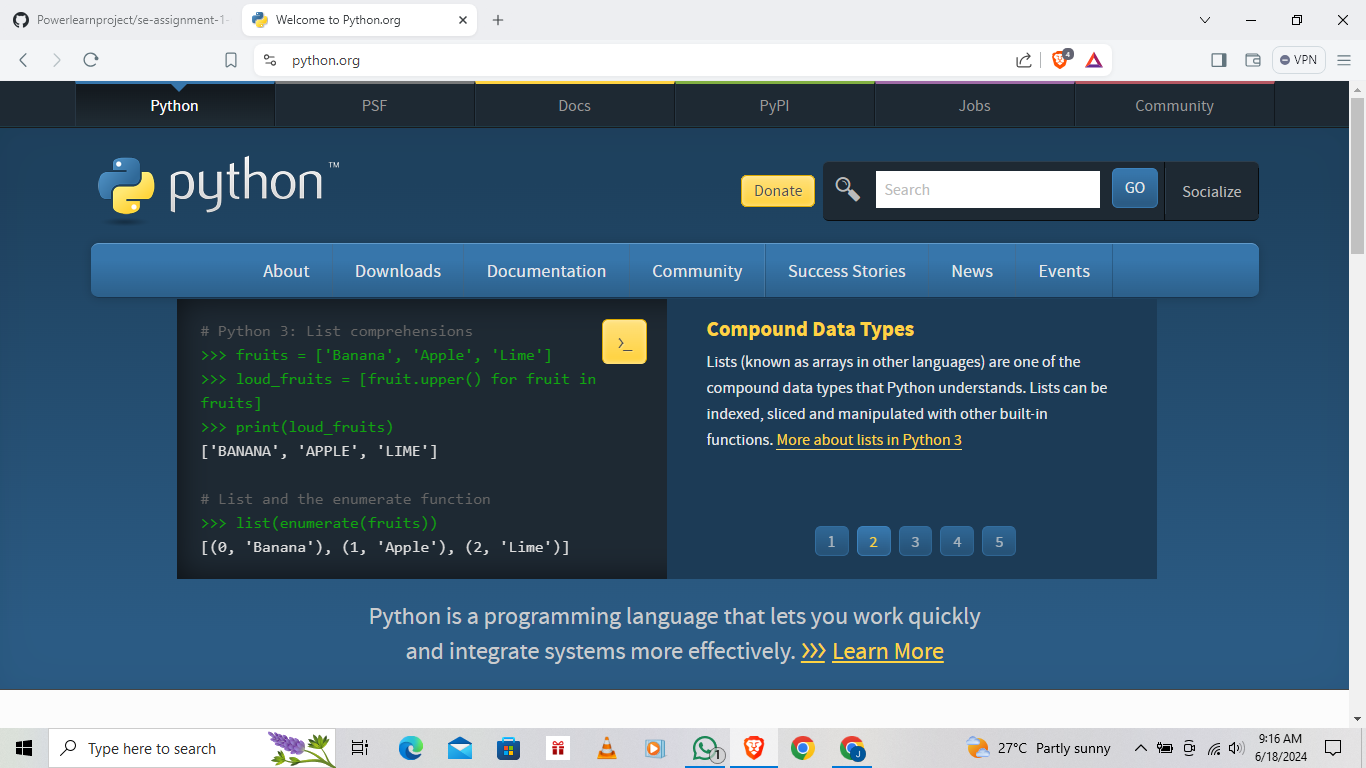 Powerlearnproject/se-assignment-1-
Welcome to Python.org
python.org
4
VPN
Python
PSF
Docs
PyPI
Jobs
Community
python™
Donate
Search
GO
Socialize
About
Downloads
Documentation
Community
Success Stories
News
Events
# Python 3: List comprehensions
>>> fruits = ['Banana', 'Apple', 'Lime']
>>> loud_fruits = [fruit.upper() for fruit in
fruits]
>>> print(loud_fruits)
['BANANA', 'APPLE', 'LIME']
# List and the enumerate function
>>> list(enumerate(fruits))
[(0, 'Banana'), (1, 'Apple'), (2, 'Lime')]
>_
Compound Data Types
Lists (known as arrays in other languages) are one of the
compound data types that Python understands. Lists can be
indexed, sliced and manipulated with other built-in
functions. More about lists in Python 3
1
2
3
4
5
Python is a programming language that lets you work quickly
and integrate systems more effectively. >>> Learn More
Type here to search
1
J
27°C Partly sunny
9:16 AM
6/18/2024